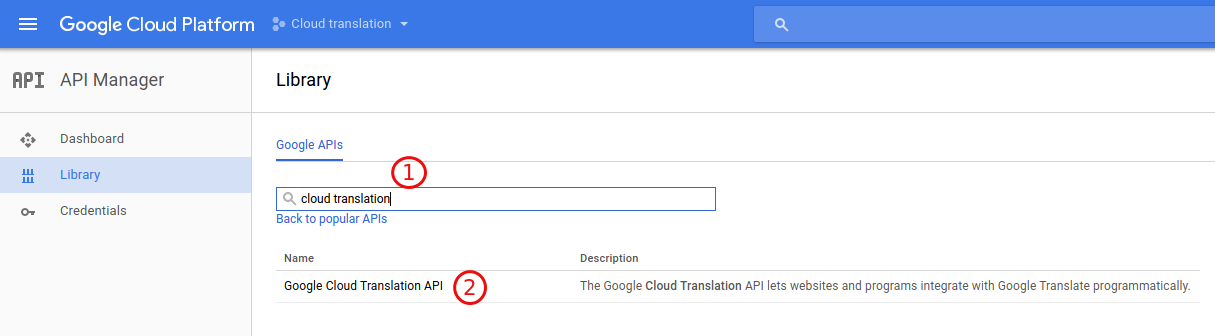 Google Cloud Platform Cloud translation
API API Manager
Library
Dashboard
Library
Credentials
Google APIs
1
cloud translation
Back to popular APIs
Name Description
Google Cloud Translation API 2 The Google Cloud Translation API lets websites and programs integrate with Google Translate programmatically.